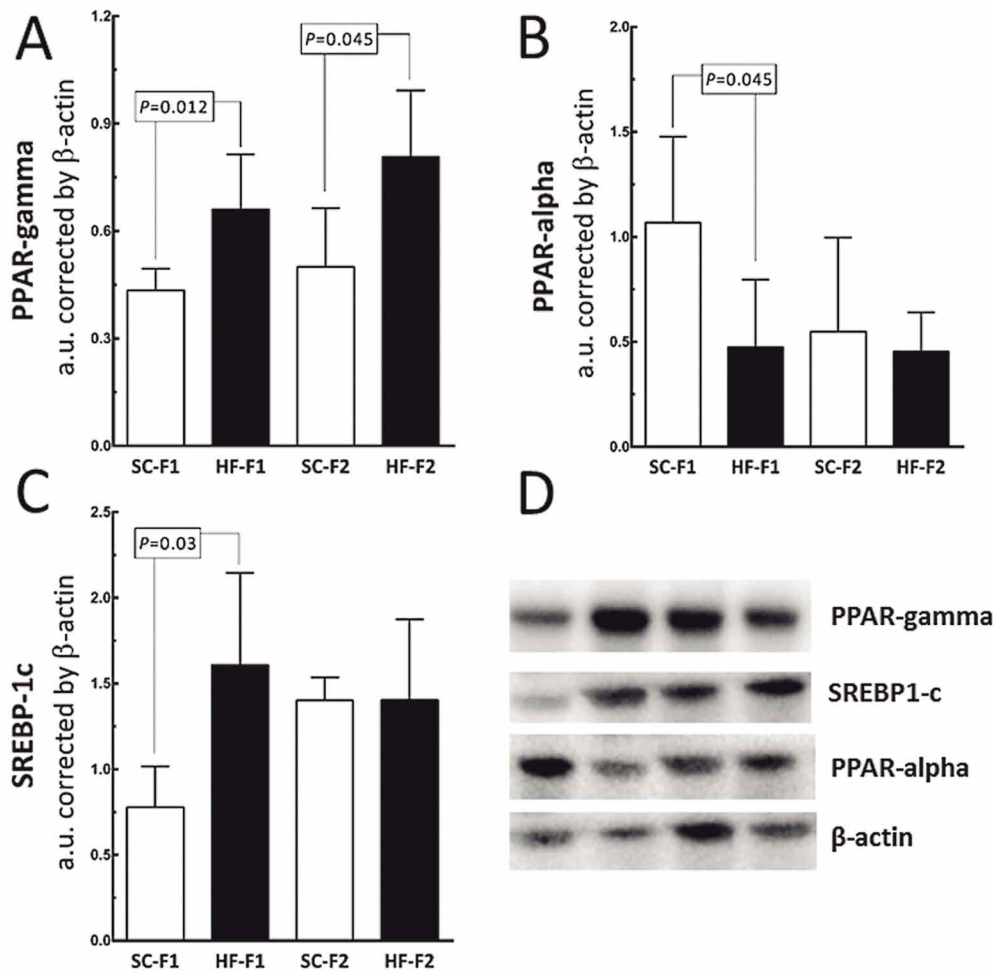 A
PPAR-gamma
a.u. corrected by β-actin
1.2
0.9
0.6
0.3
0.0
P=0.012
P=0.045
SC-F1 HF-F1 SC-F2 HF-F2
B
PPAR-alpha
a.u. corrected by β-actin
2.0
1.5
1.0
0.5
0.0
P=0.045
SC-F1 HF-F1 SC-F2 HF-F2
C
SREBP-1c
a.u. corrected by β-actin
2.5
2.0
1.5
1.0
0.5
0.0
P=0.03
SC-F1 HF-F1 SC-F2 HF-F2
D
PPAR-gamma
SREBP1-c
PPAR-alpha
β-actin